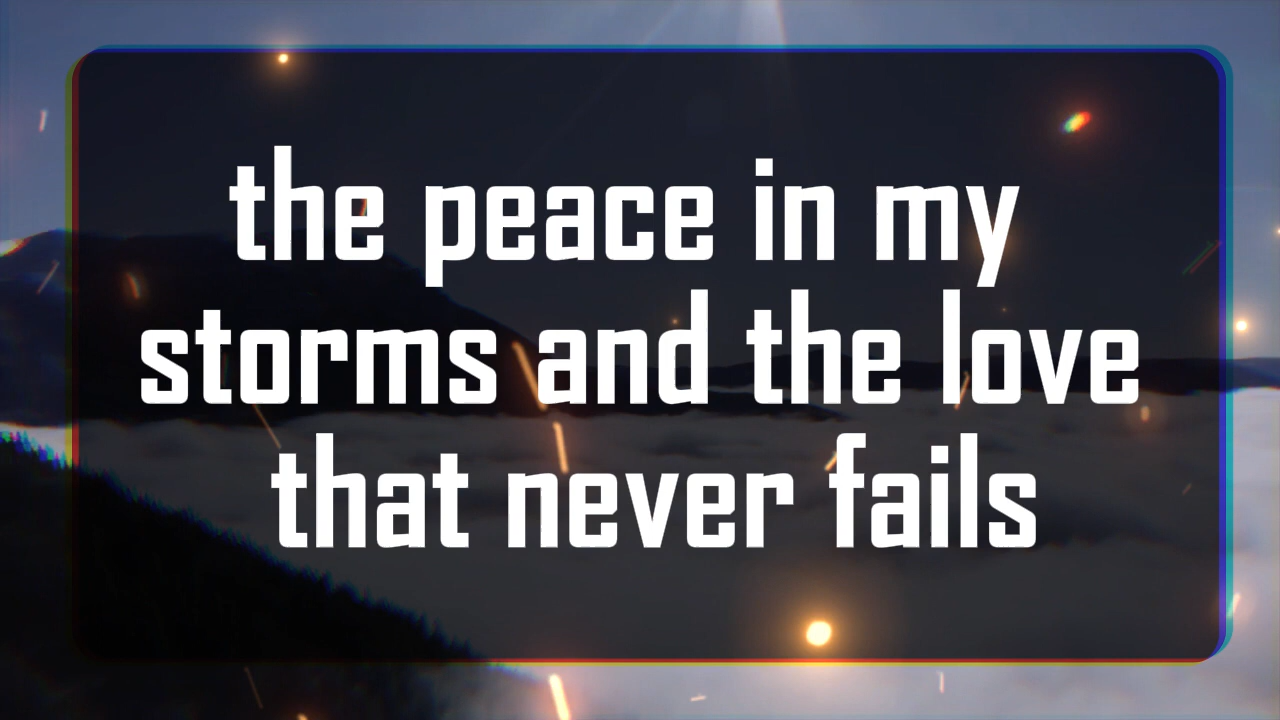 the peace in my
storms and the love
that never fails